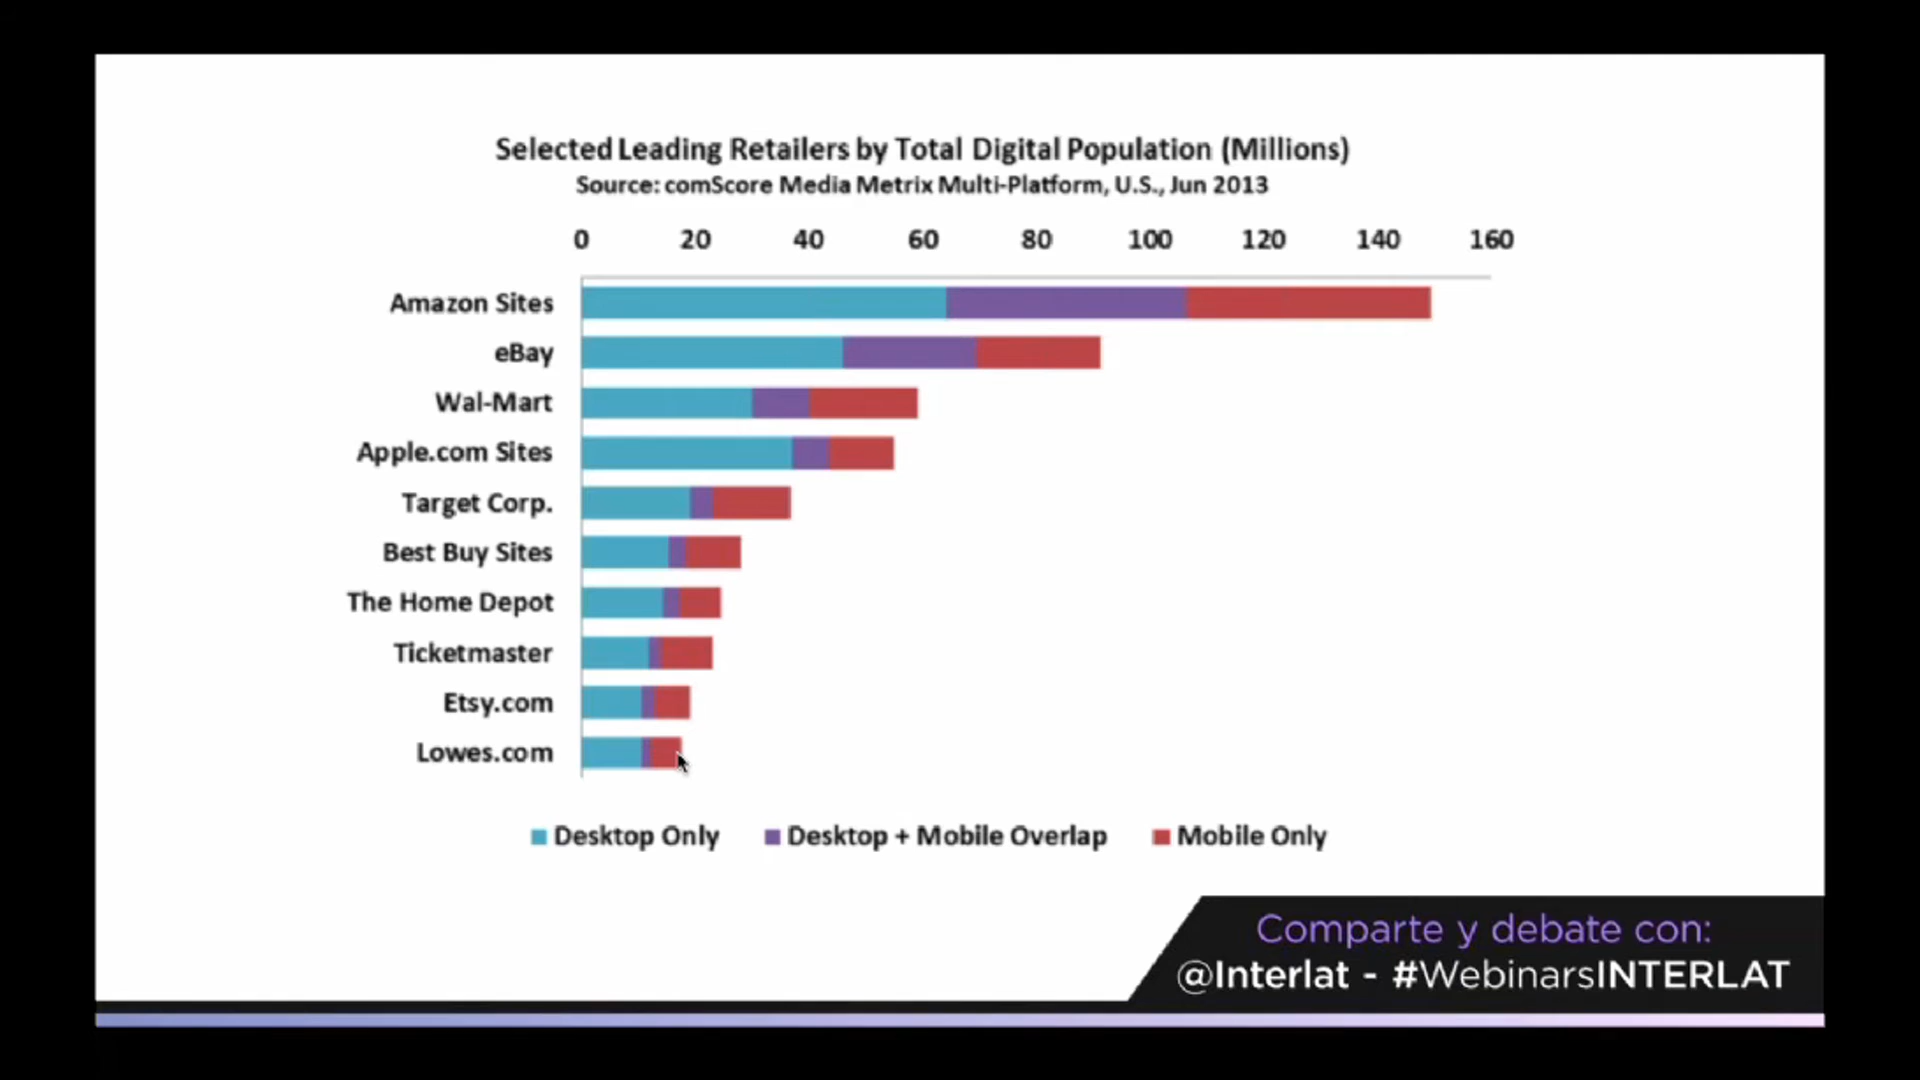 Selected Leading Retailers by Total Digital Population (Millions)
Source: comScore Media Metrix Multi-Platform, U.S., Jun 2013
0 20 40 60 80 100 120 140 160
Amazon Sites
eBay
Wal-Mart
Apple.com Sites
Target Corp.
Best Buy Sites
The Home Depot
Ticketmaster
Etsy.com
Lowes.com
Desktop Only Desktop + Mobile Overlap Mobile Only
Comparte y debate con:
@Interlat - #WebinarsINTERLAT